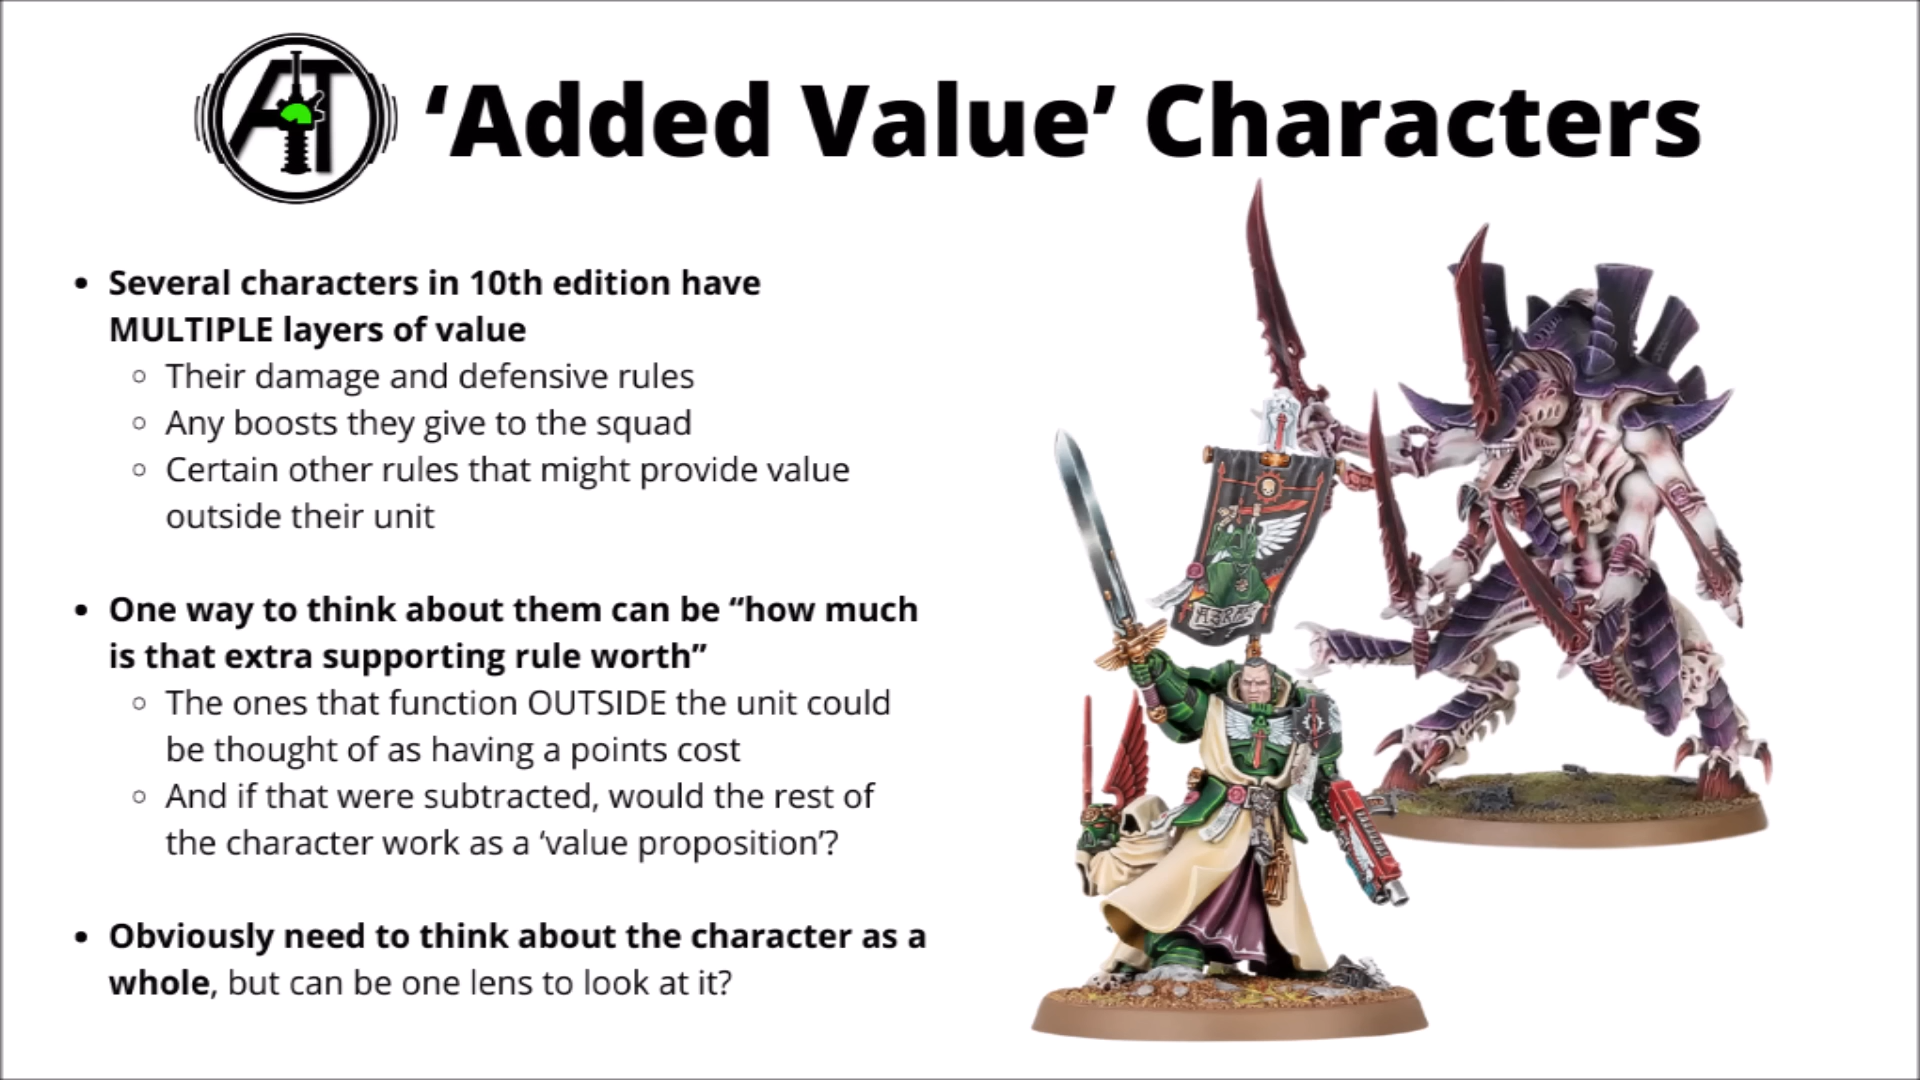 AT
‘Added Value’ Characters
• Several characters in 10th edition have
MULTIPLE layers of value
◦ Their damage and defensive rules
◦ Any boosts they give to the squad
◦ Certain other rules that might provide value
outside their unit
• One way to think about them can be “how much
is that extra supporting rule worth”
◦ The ones that function OUTSIDE the unit could
be thought of as having a points cost
◦ And if that were subtracted, would the rest of
the character work as a ‘value proposition’?
• Obviously need to think about the character as a
whole, but can be one lens to look at it?